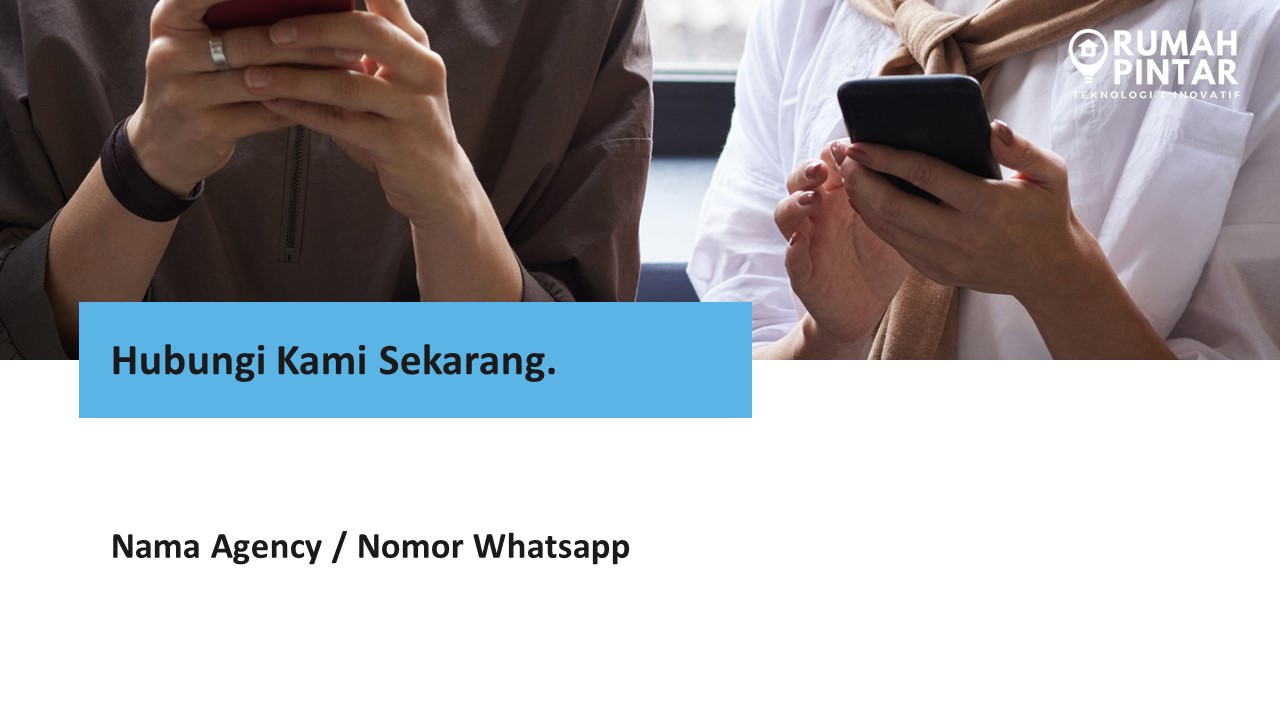 RUMAH
PINTAR
TEKNOLOGI & INOVATIF
Hubungi Kami Sekarang.
Nama Agency / Nomor Whatsapp